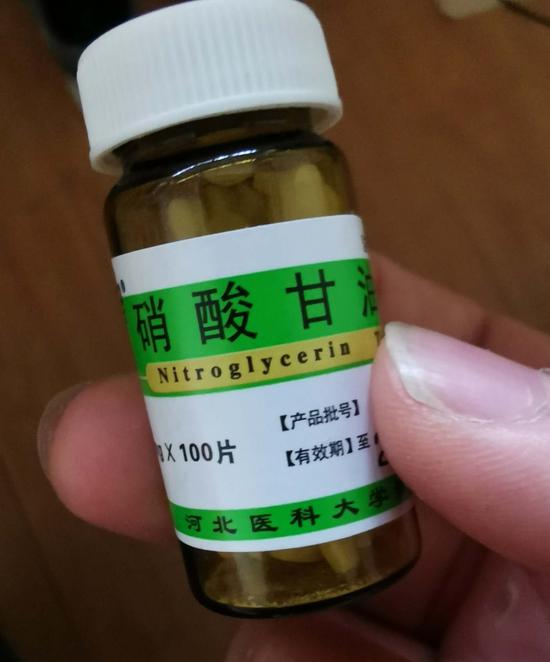 硝酸甘油
Nitroglycerin
X 100片
【产品批号】
【有效期】至
河北医科大学